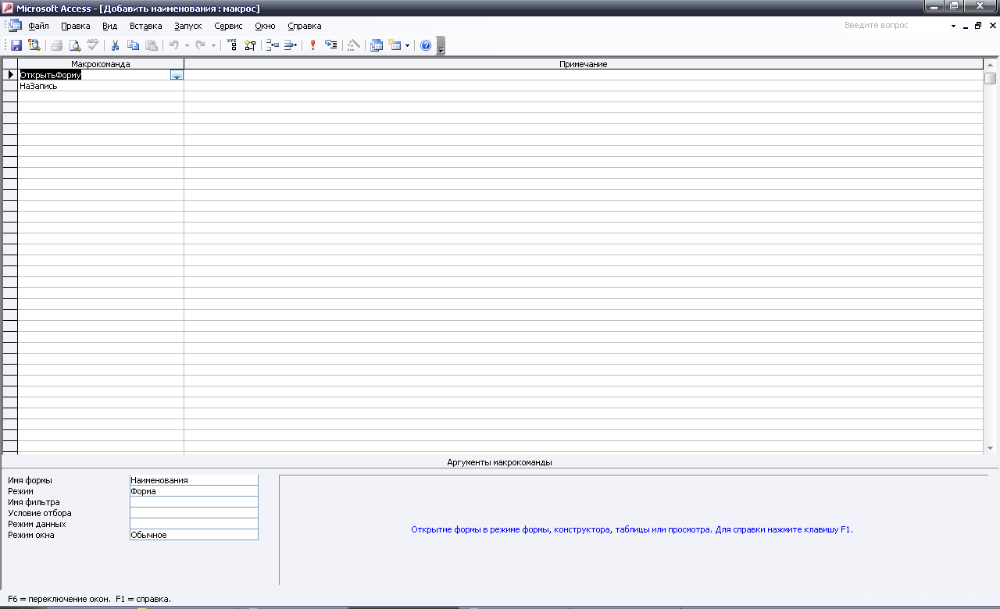 Microsoft Access - [Добавить наименования : макрос]
Файл Правка Вид Вставка Запуск Сервис Окно Справка Введите вопрос
Макрокоманда Примечание
ОткрытьФорму
НаЗапись
Аргументы макрокоманды
Имя формы Наименования
Режим Форма
Имя фильтра
Условие отбора
Режим данных
Режим окна Обычное
Открытие формы в режиме формы, конструктора, таблицы или просмотра. Для справки нажмите клавишу F1.
F6 = переключение окон. F1 = справка.